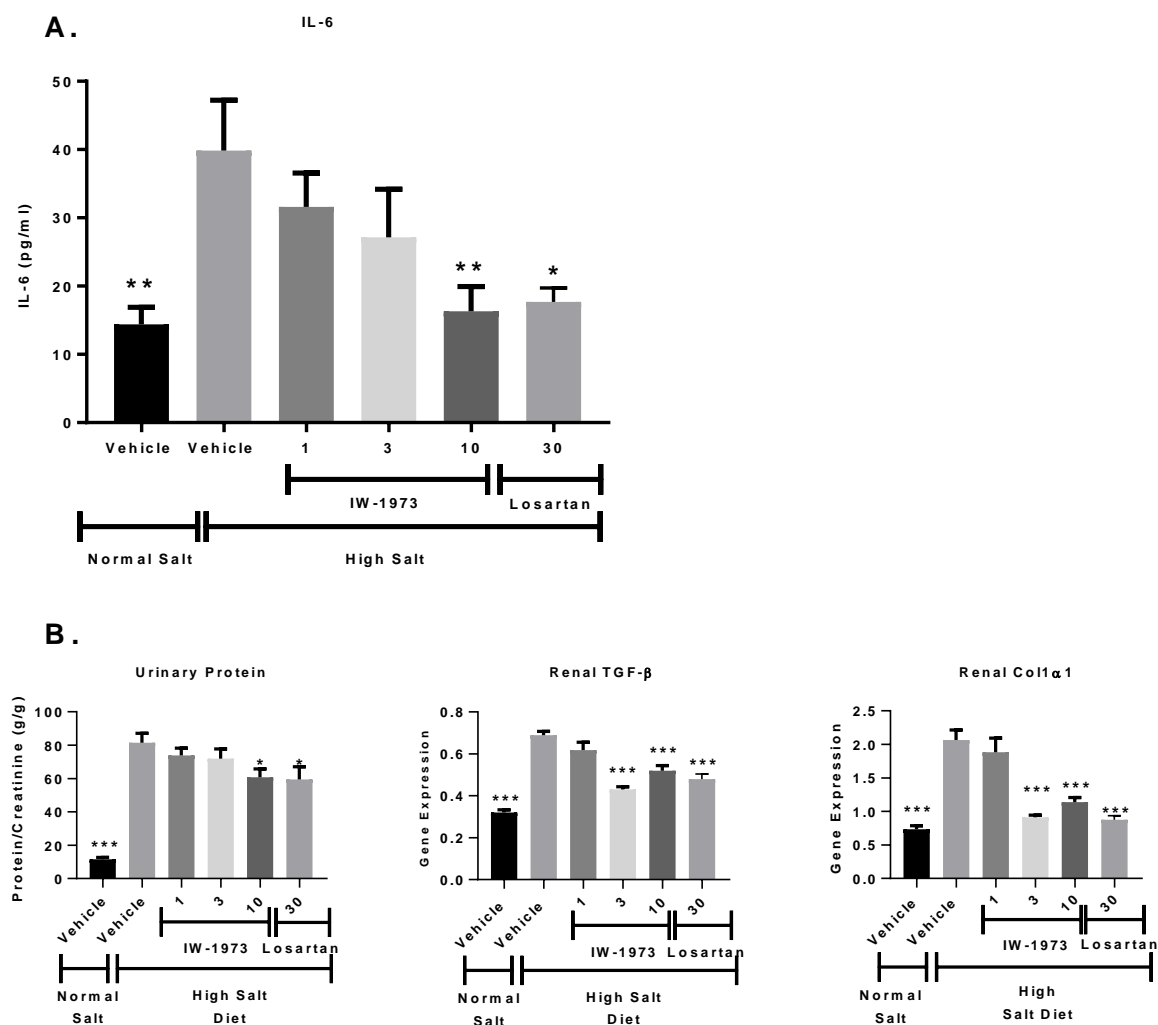 A.
IL-6
IL-6 (pg/ml)
50
40
30
20
10
0
**
**
*
Vehicle
Vehicle
1
3
10
30
IW-1973
Losartan
Normal Salt
High Salt
B.
Urinary Protein
Protein/Creatinine (g/g)
100
80
60
40
20
0
***
*
*
Vehicle
Vehicle
1
3
10
30
IW-1973
Losartan
Normal
Salt
High Salt
Diet
Renal TGF-β
Gene Expression
0.8
0.6
0.4
0.2
0.0
***
***
***
***
Vehicle
Vehicle
1
3
10
30
IW-1973
Losartan
Normal
Salt
High Salt
Diet
Renal Col1α1
Gene Expression
2.5
2.0
1.5
1.0
0.5
0.0
***
***
***
***
Vehicle
Vehicle
1
3
10
30
IW-1973
Losartan
Normal
Salt
High
Salt Diet